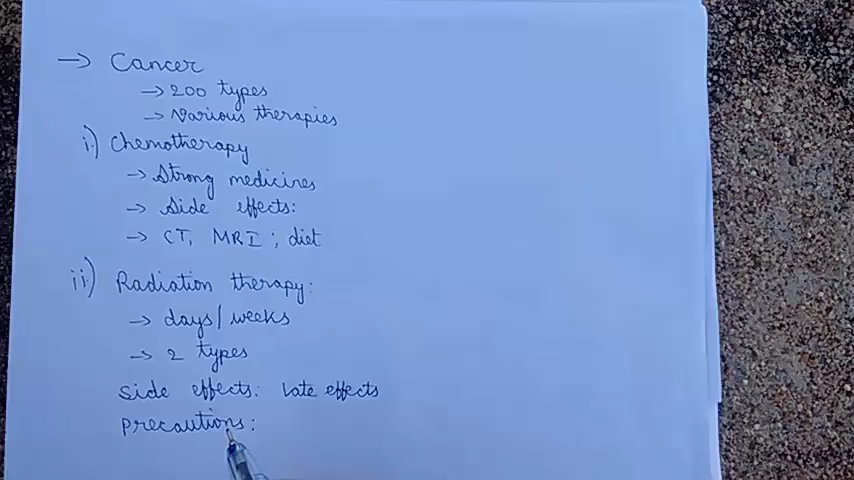 → Cancer
→ 200 types
→ Various therapies
i.) Chemotherapy
→ Strong medicines
→ Side effects:
→ CT, MRI ; diet
ii) Radiation therapy:
→ days/weeks
→ 2 types
Side effects: Late effects
Precautions: